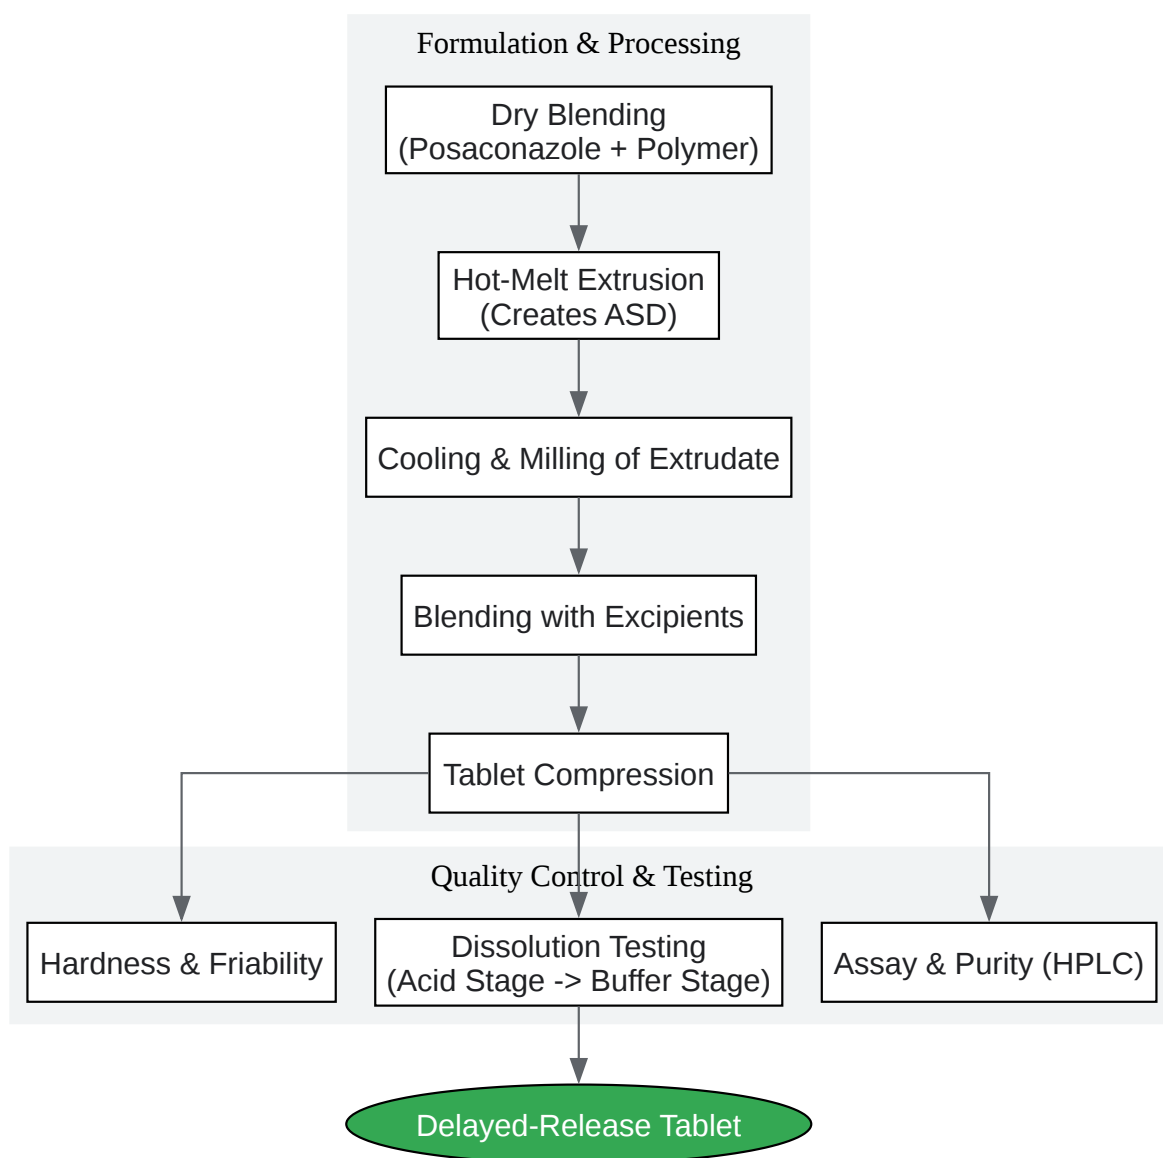 Formulation & Processing
Dry Blending
(Posaconazole + Polymer)
Hot-Melt Extrusion
(Creates ASD)
Cooling & Milling of Extrudate
Blending with Excipients
Tablet Compression
Quality Control & Testing
Hardness & Friability
Dissolution Testing
(Acid Stage -> Buffer Stage)
Assay & Purity (HPLC)
Delayed-Release Tablet